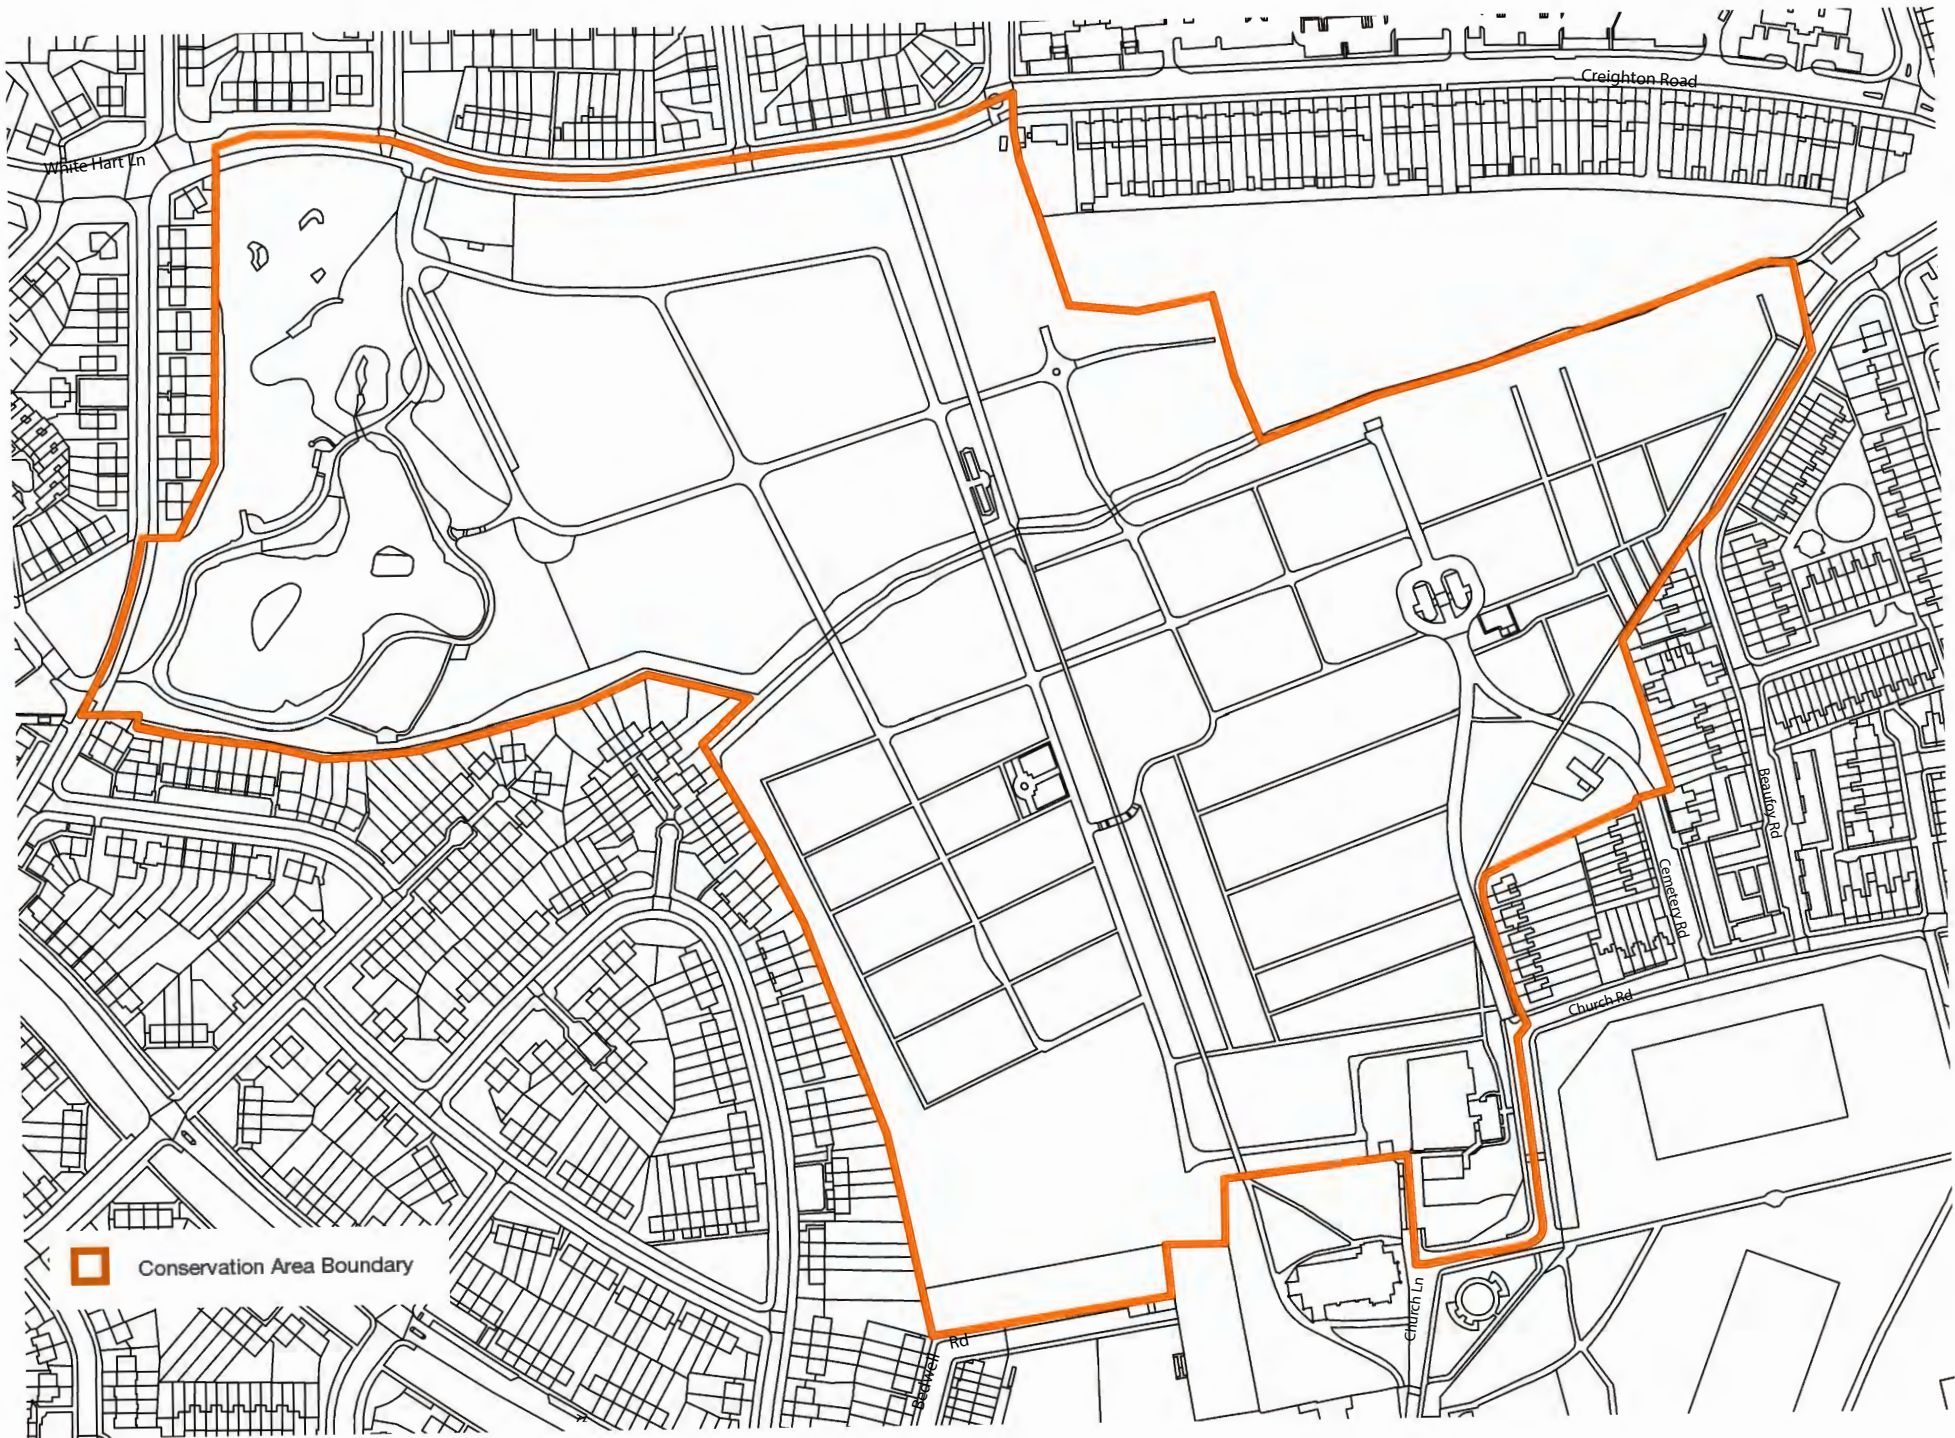 Creighton Road
White Hart Ln
Beaufoy Rd
Cemetery Rd
Church Rd
Conservation Area Boundary
Church Ln
Bedwell Rd